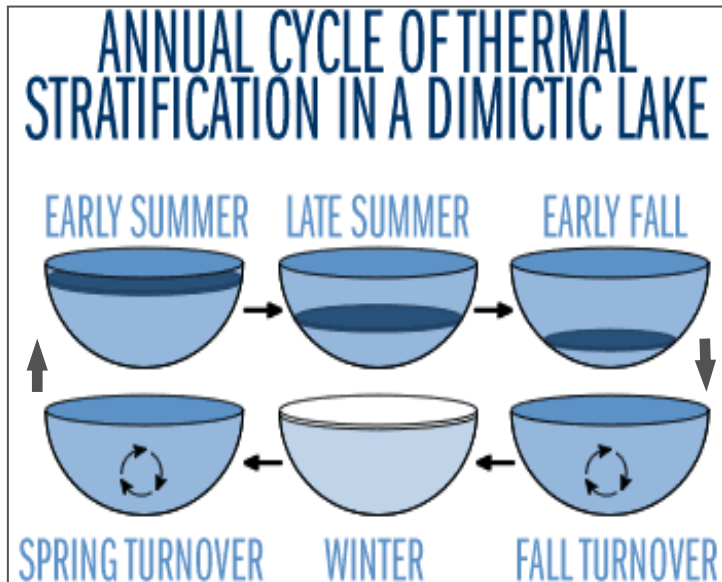 ANNUAL CYCLE OF THERMAL
STRATIFICATION IN A DIMICTIC LAKE
EARLY SUMMER
LATE SUMMER
EARLY FALL
SPRING TURNOVER
WINTER
FALL TURNOVER